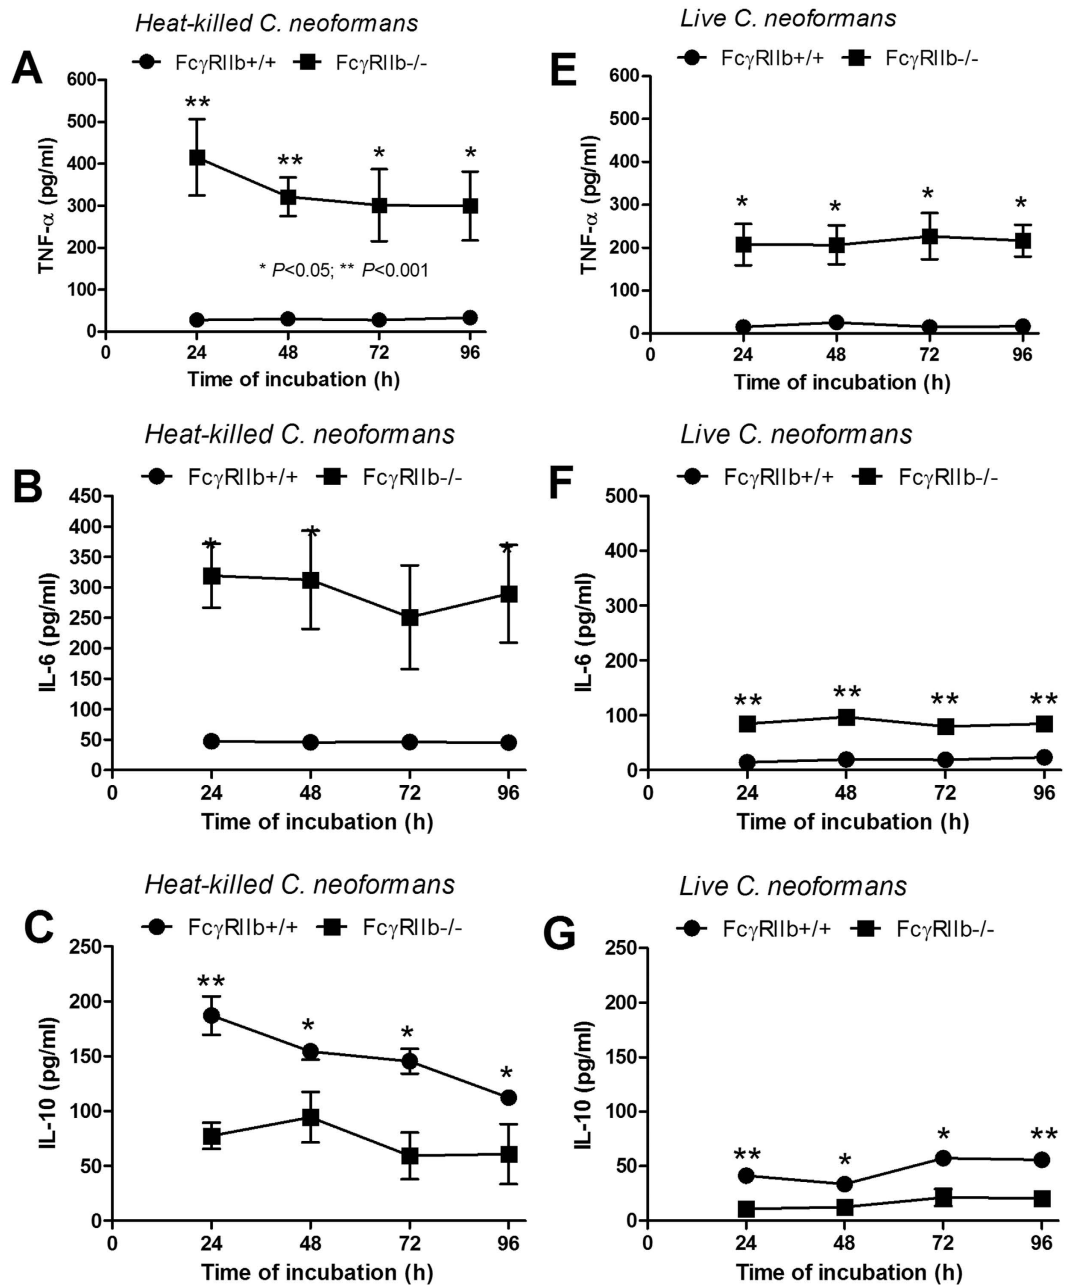 Heat-killed C. neoformans
A
FcγRIIb+/+ FcγRIIb-/-
600
500
400
300
200
100
0
TNF-α (pg/ml)
** ** * *
* P<0.05; ** P<0.001
0 24 48 72 96
Time of incubation (h)
Live C. neoformans
E
FcγRIIb+/+ FcγRIIb-/-
600
500
400
300
200
100
0
TNF-α (pg/ml)
* * * *
0 24 48 72 96
Time of incubation (h)
Heat-killed C. neoformans
B
FcγRIIb+/+ FcγRIIb-/-
450
400
350
300
250
200
150
100
50
0
IL-6 (pg/ml)
* * *
0 24 48 72 96
Time of incubation (h)
Live C. neoformans
F
FcγRIIb+/+ FcγRIIb-/-
500
400
300
200
100
0
IL-6 (pg/ml)
** ** ** **
0 24 48 72 96
Time of incubation (h)
Heat-killed C. neoformans
C
FcγRIIb+/+ FcγRIIb-/-
250
200
150
100
50
0
IL-10 (pg/ml)
** * * *
0 24 48 72 96
Time of incubation (h)
Live C. neoformans
G
FcγRIIb+/+ FcγRIIb-/-
250
200
150
100
50
0
IL-10 (pg/ml)
** * * **
0 24 48 72 96
Time of incubation (h)